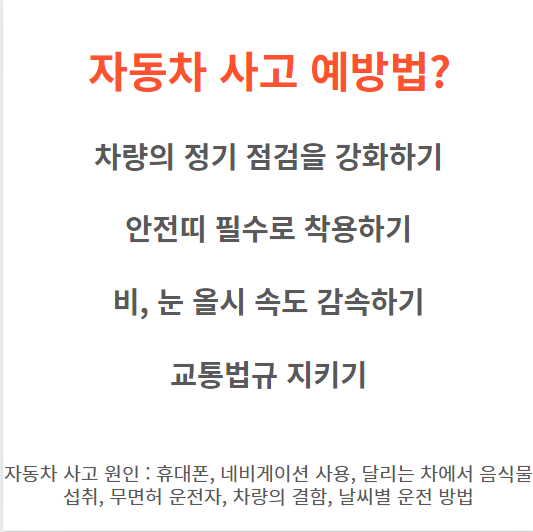 자동차 사고 예방법?
차량의 정기 점검을 강화하기
안전띠 필수로 착용하기
비, 눈 올시 속도 감속하기
교통법규 지키기
자동차 사고 원인 : 휴대폰, 네비게이션 사용, 달리는 차에서 음식물
섭취, 무면허 운전자, 차량의 결함, 날씨별 운전 방법